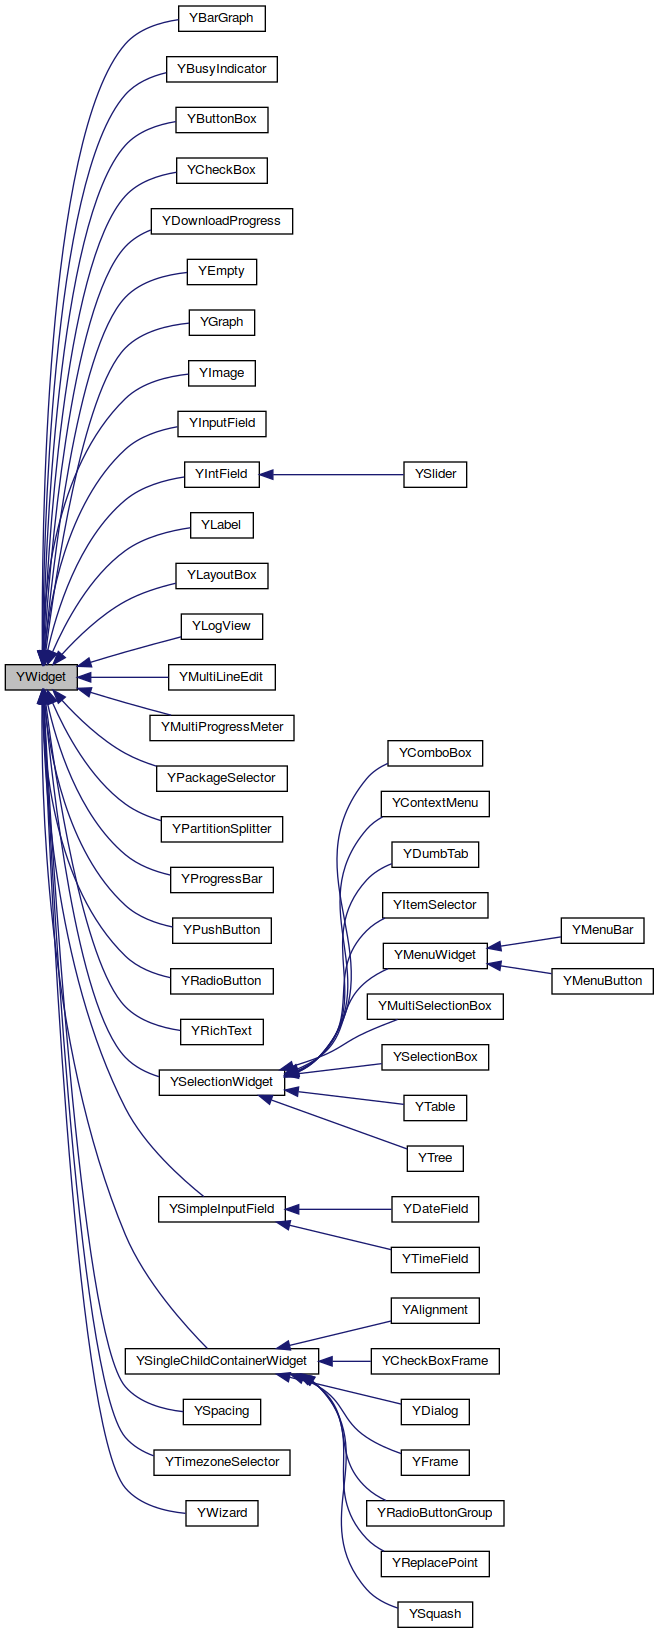 YBarGraph
YBusyIndicator
YButtonBox
YCheckBox
YDownloadProgress
YEmpty
YGraph
YImage
YInputField
YIntField
YSlider
YLabel
YLayoutBox
YLogView
YWidget
YMultiLineEdit
YMultiProgressMeter
YComboBox
YPackageSelector
YContextMenu
YPartitionSplitter
YDumbTab
YProgressBar
YItemSelector
YPushButton
YMenuBar
YMenuWidget
YRadioButton
YMenuButton
YMultiSelectionBox
YRichText
YSelectionBox
YSelectionWidget
YTable
YTree
YSimpleInputField
YDateField
YTimeField
YAlignment
YSingleChildContainerWidget
YCheckBoxFrame
YSpacing
YDialog
YTimezoneSelector
YFrame
YWizard
YRadioButtonGroup
YReplacePoint
YSquash